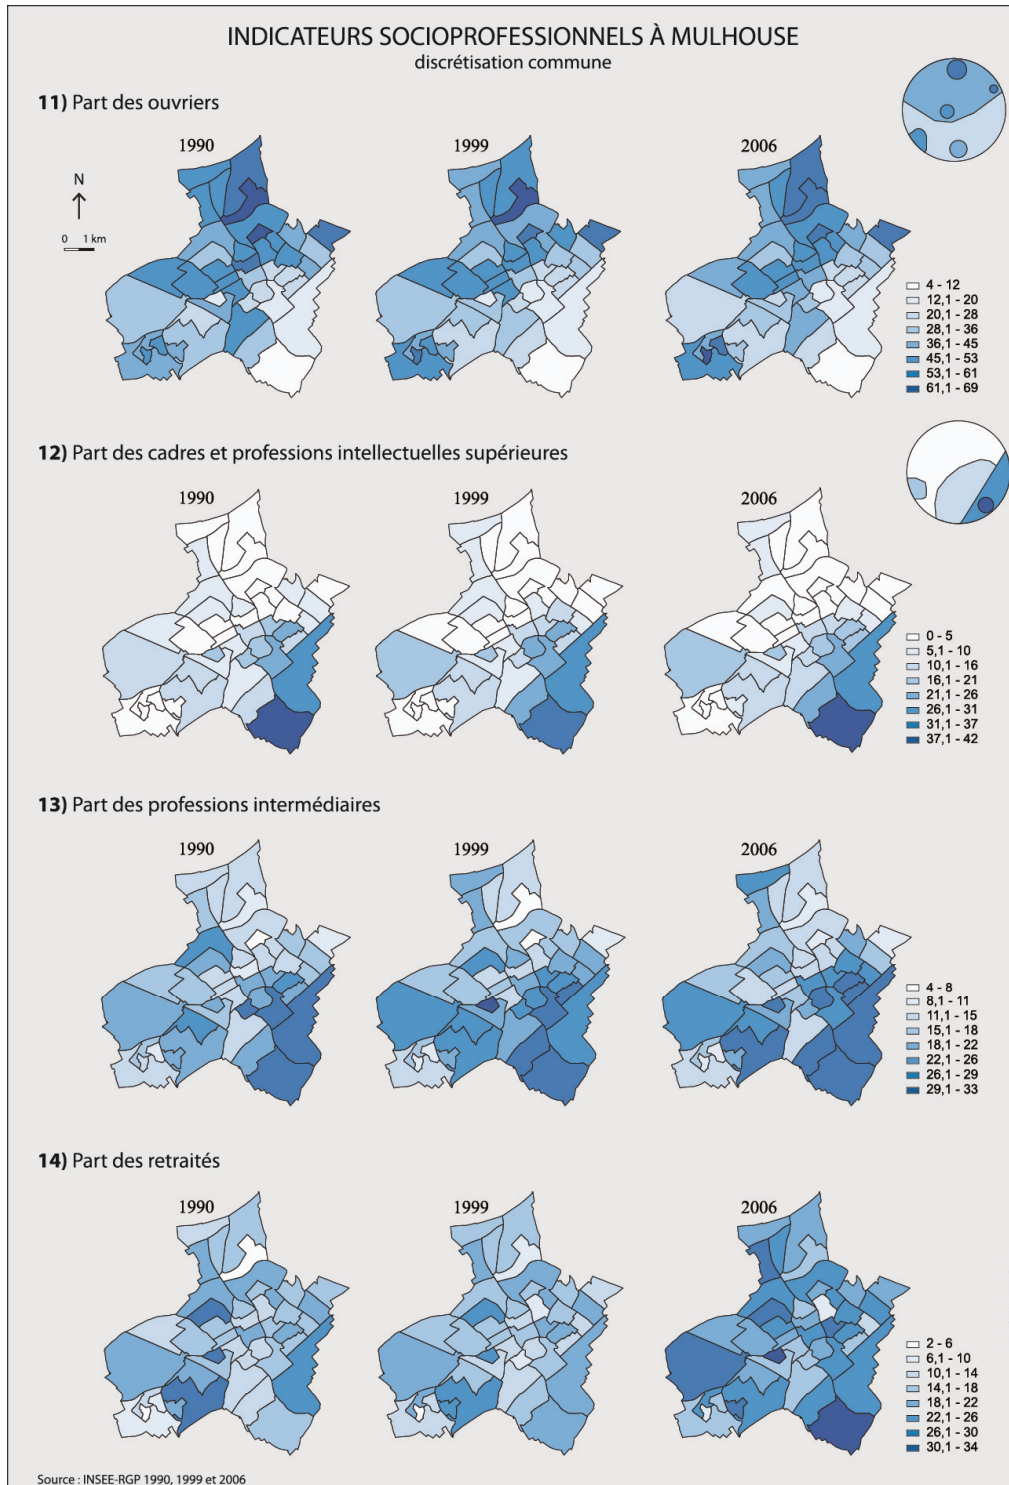 INDICATEURS SOCIOPROFESSIONNELS À MULHOUSE
discrétisation commune
11) Part des ouvriers
1990
1999
2006
N
0 1 km
4 - 12
12,1 - 20
20,1 - 28
28,1 - 36
36,1 - 45
45,1 - 53
53,1 - 61
61,1 - 69
12) Part des cadres et professions intellectuelles supérieures
1990
1999
2006
0 - 5
5,1 - 10
10,1 - 16
16,1 - 21
21,1 - 26
26,1 - 31
31,1 - 37
37,1 - 42
13) Part des professions intermédiaires
1990
1999
2006
4 - 8
8,1 - 11
11,1 - 15
15,1 - 18
18,1 - 22
22,1 - 26
26,1 - 29
29,1 - 33
14) Part des retraités
1990
1999
2006
2 - 6
6,1 - 10
10,1 - 14
14,1 - 18
18,1 - 22
22,1 - 26
26,1 - 30
30,1 - 34
Source : INSEE-RGP 1990, 1999 et 2006